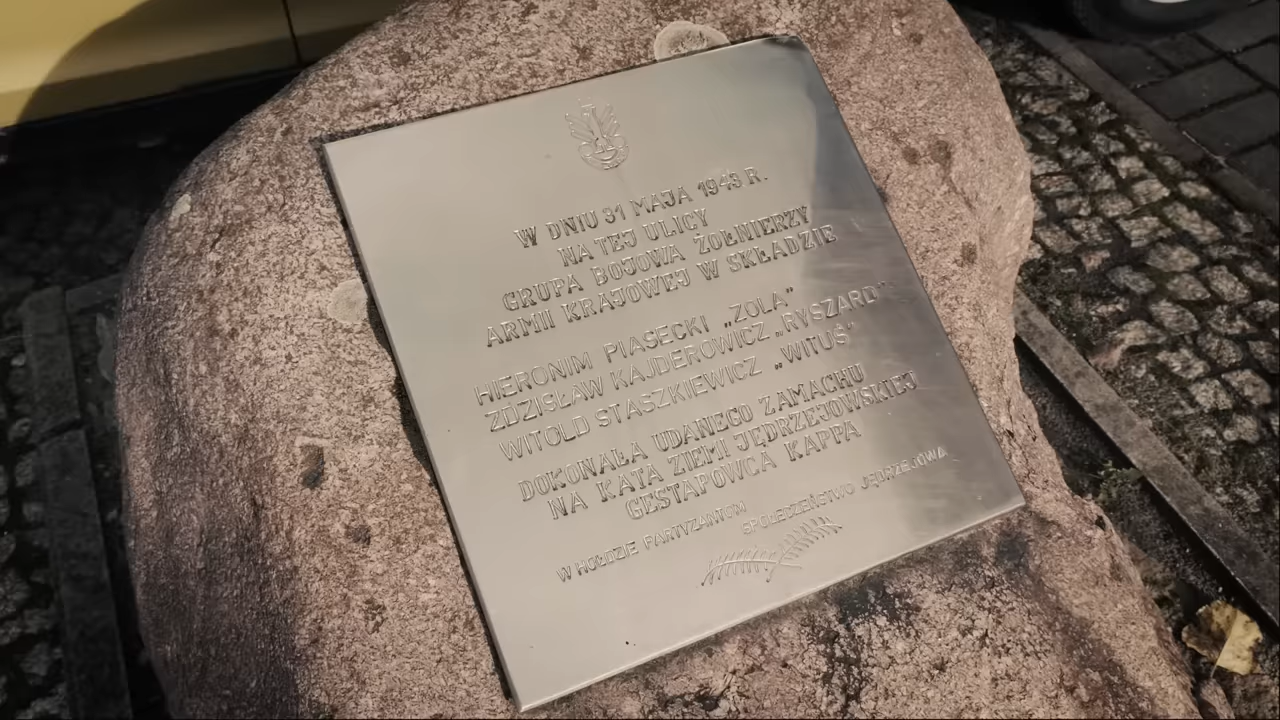 W DNIU 31 MAJA 1943 R.
NA TEJ ULICY
GRUPA BOJOWA ŻOŁNIERZY
ARMII KRAJOWEJ W SKŁADZIE
HIERONIM PIASECKI „ZOLA”
ZDZISŁAW KAJDEROWICZ „RYSZARD”
WITOLD STASZKIEWICZ „WITUŚ”
DOKONAŁA UDANEGO ZAMACHU
NA KATA ZIEMI JĘDRZEJOWSKIEJ
GESTAPOWCA KAPPA
W HOŁDZIE PARTYZANTOM SPOŁECZEŃSTWO JĘDRZEJOWA